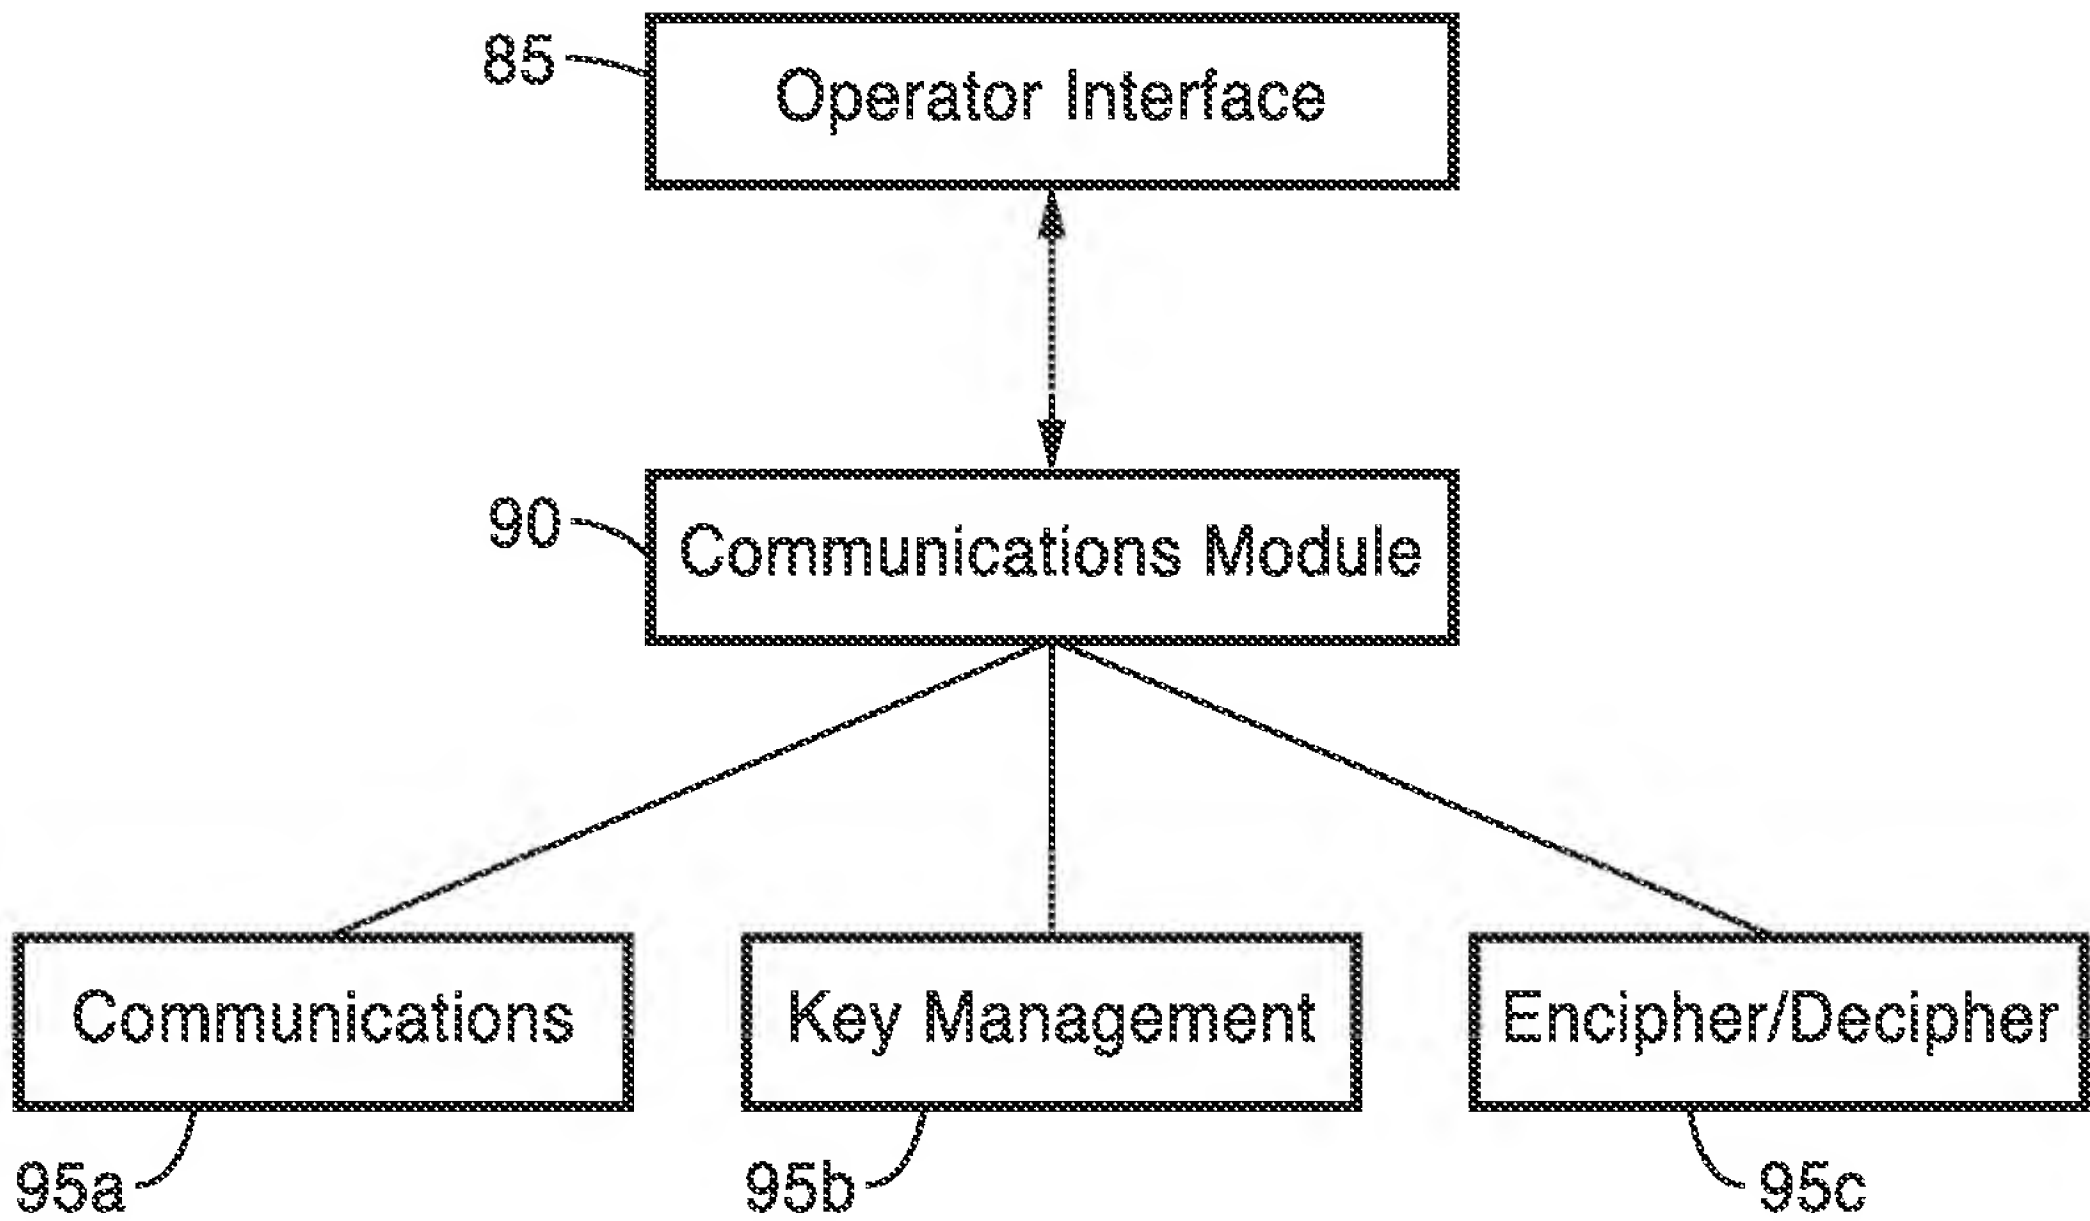 85
Operator Interface
90
Communications Module
Communications
Key Management
Encipher/Decipher
95a
95b
95c